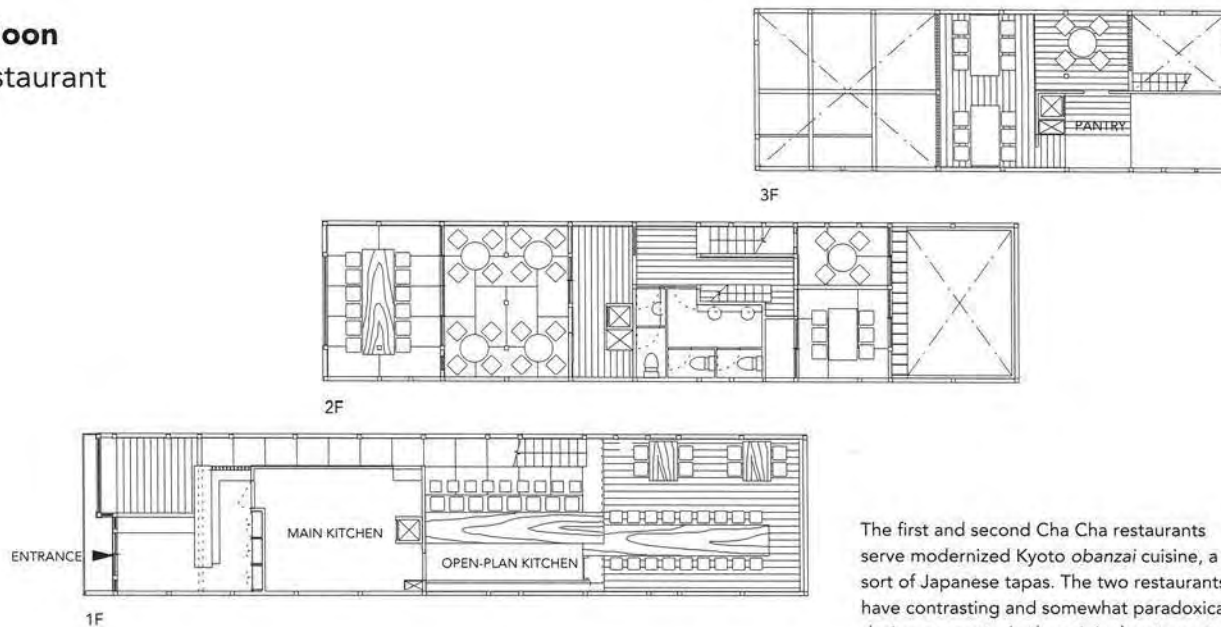 oon
staurant
PANTRY
3F
2F
MAIN KITCHEN
ENTRANCE
OPEN-PLAN KITCHEN
1F
The first and second Cha Cha restaurants
serve modernized Kyoto obanzai cuisine, a
sort of Japanese tapas. The two restaurants
have contrasting and somewhat paradoxica